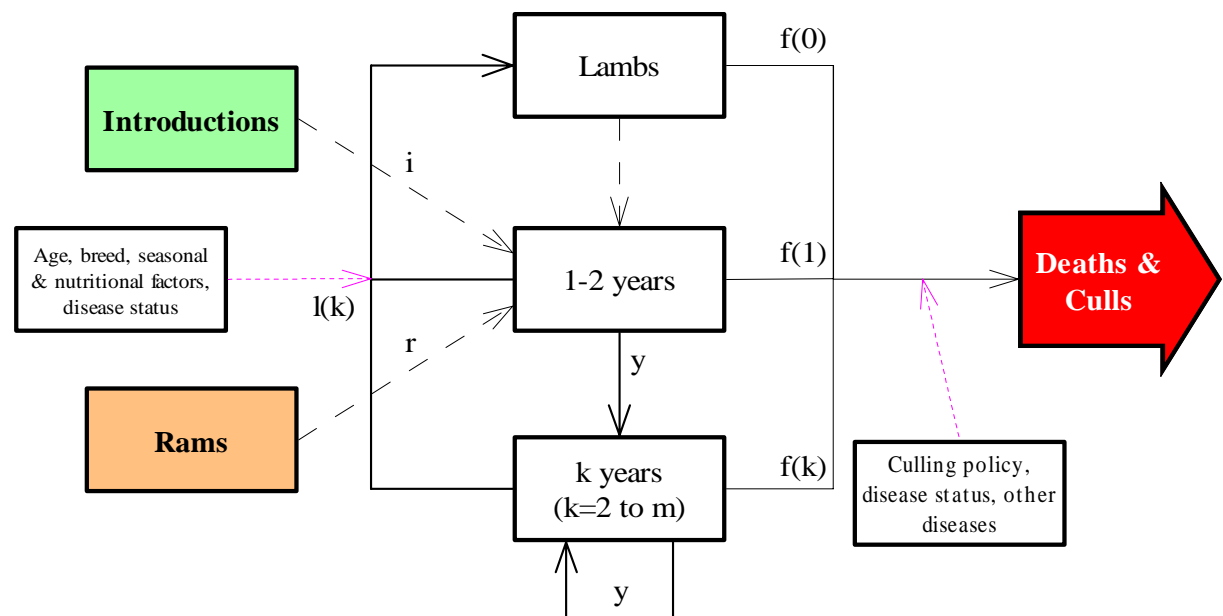 f(0)
Lambs
Introductions
i
Age, breed, seasonal
& nutritional factors,
disease status
l(k)
1-2 years
f(1)
Deaths &
Culls
r
y
Rams
k years
(k=2 to m)
f(k)
Culling policy,
disease status, other
diseases
y